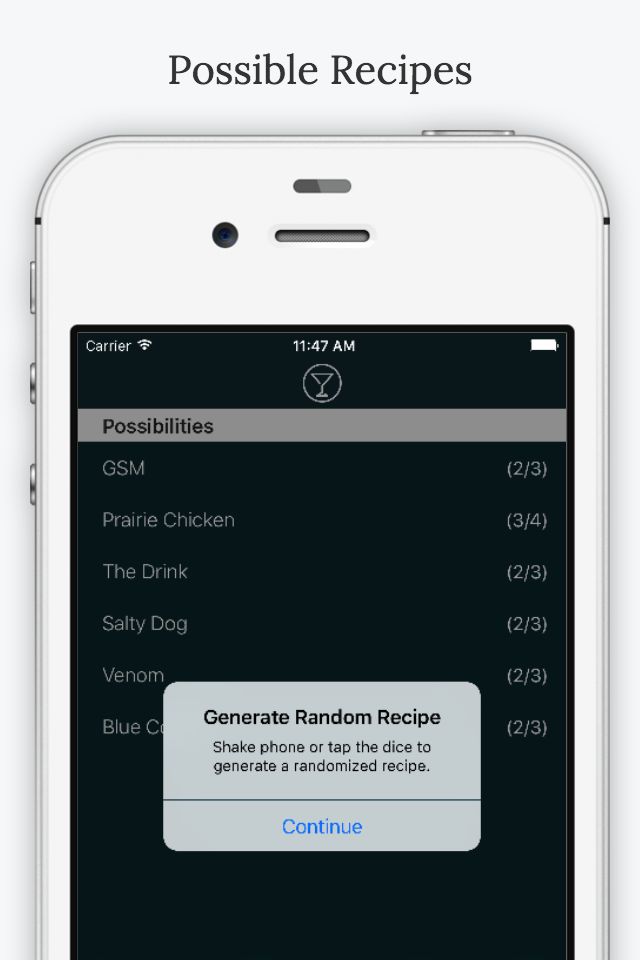 Possible Recipes
Carrier 11:47 AM
Possibilities
GSM (2/3)
Prairie Chicken (3/4)
The Drink (2/3)
Salty Dog (2/3)
Venom (2/3)
Blue (2/3)
Generate Random Recipe
Shake phone or tap the dice to
generate a randomized recipe.
Continue